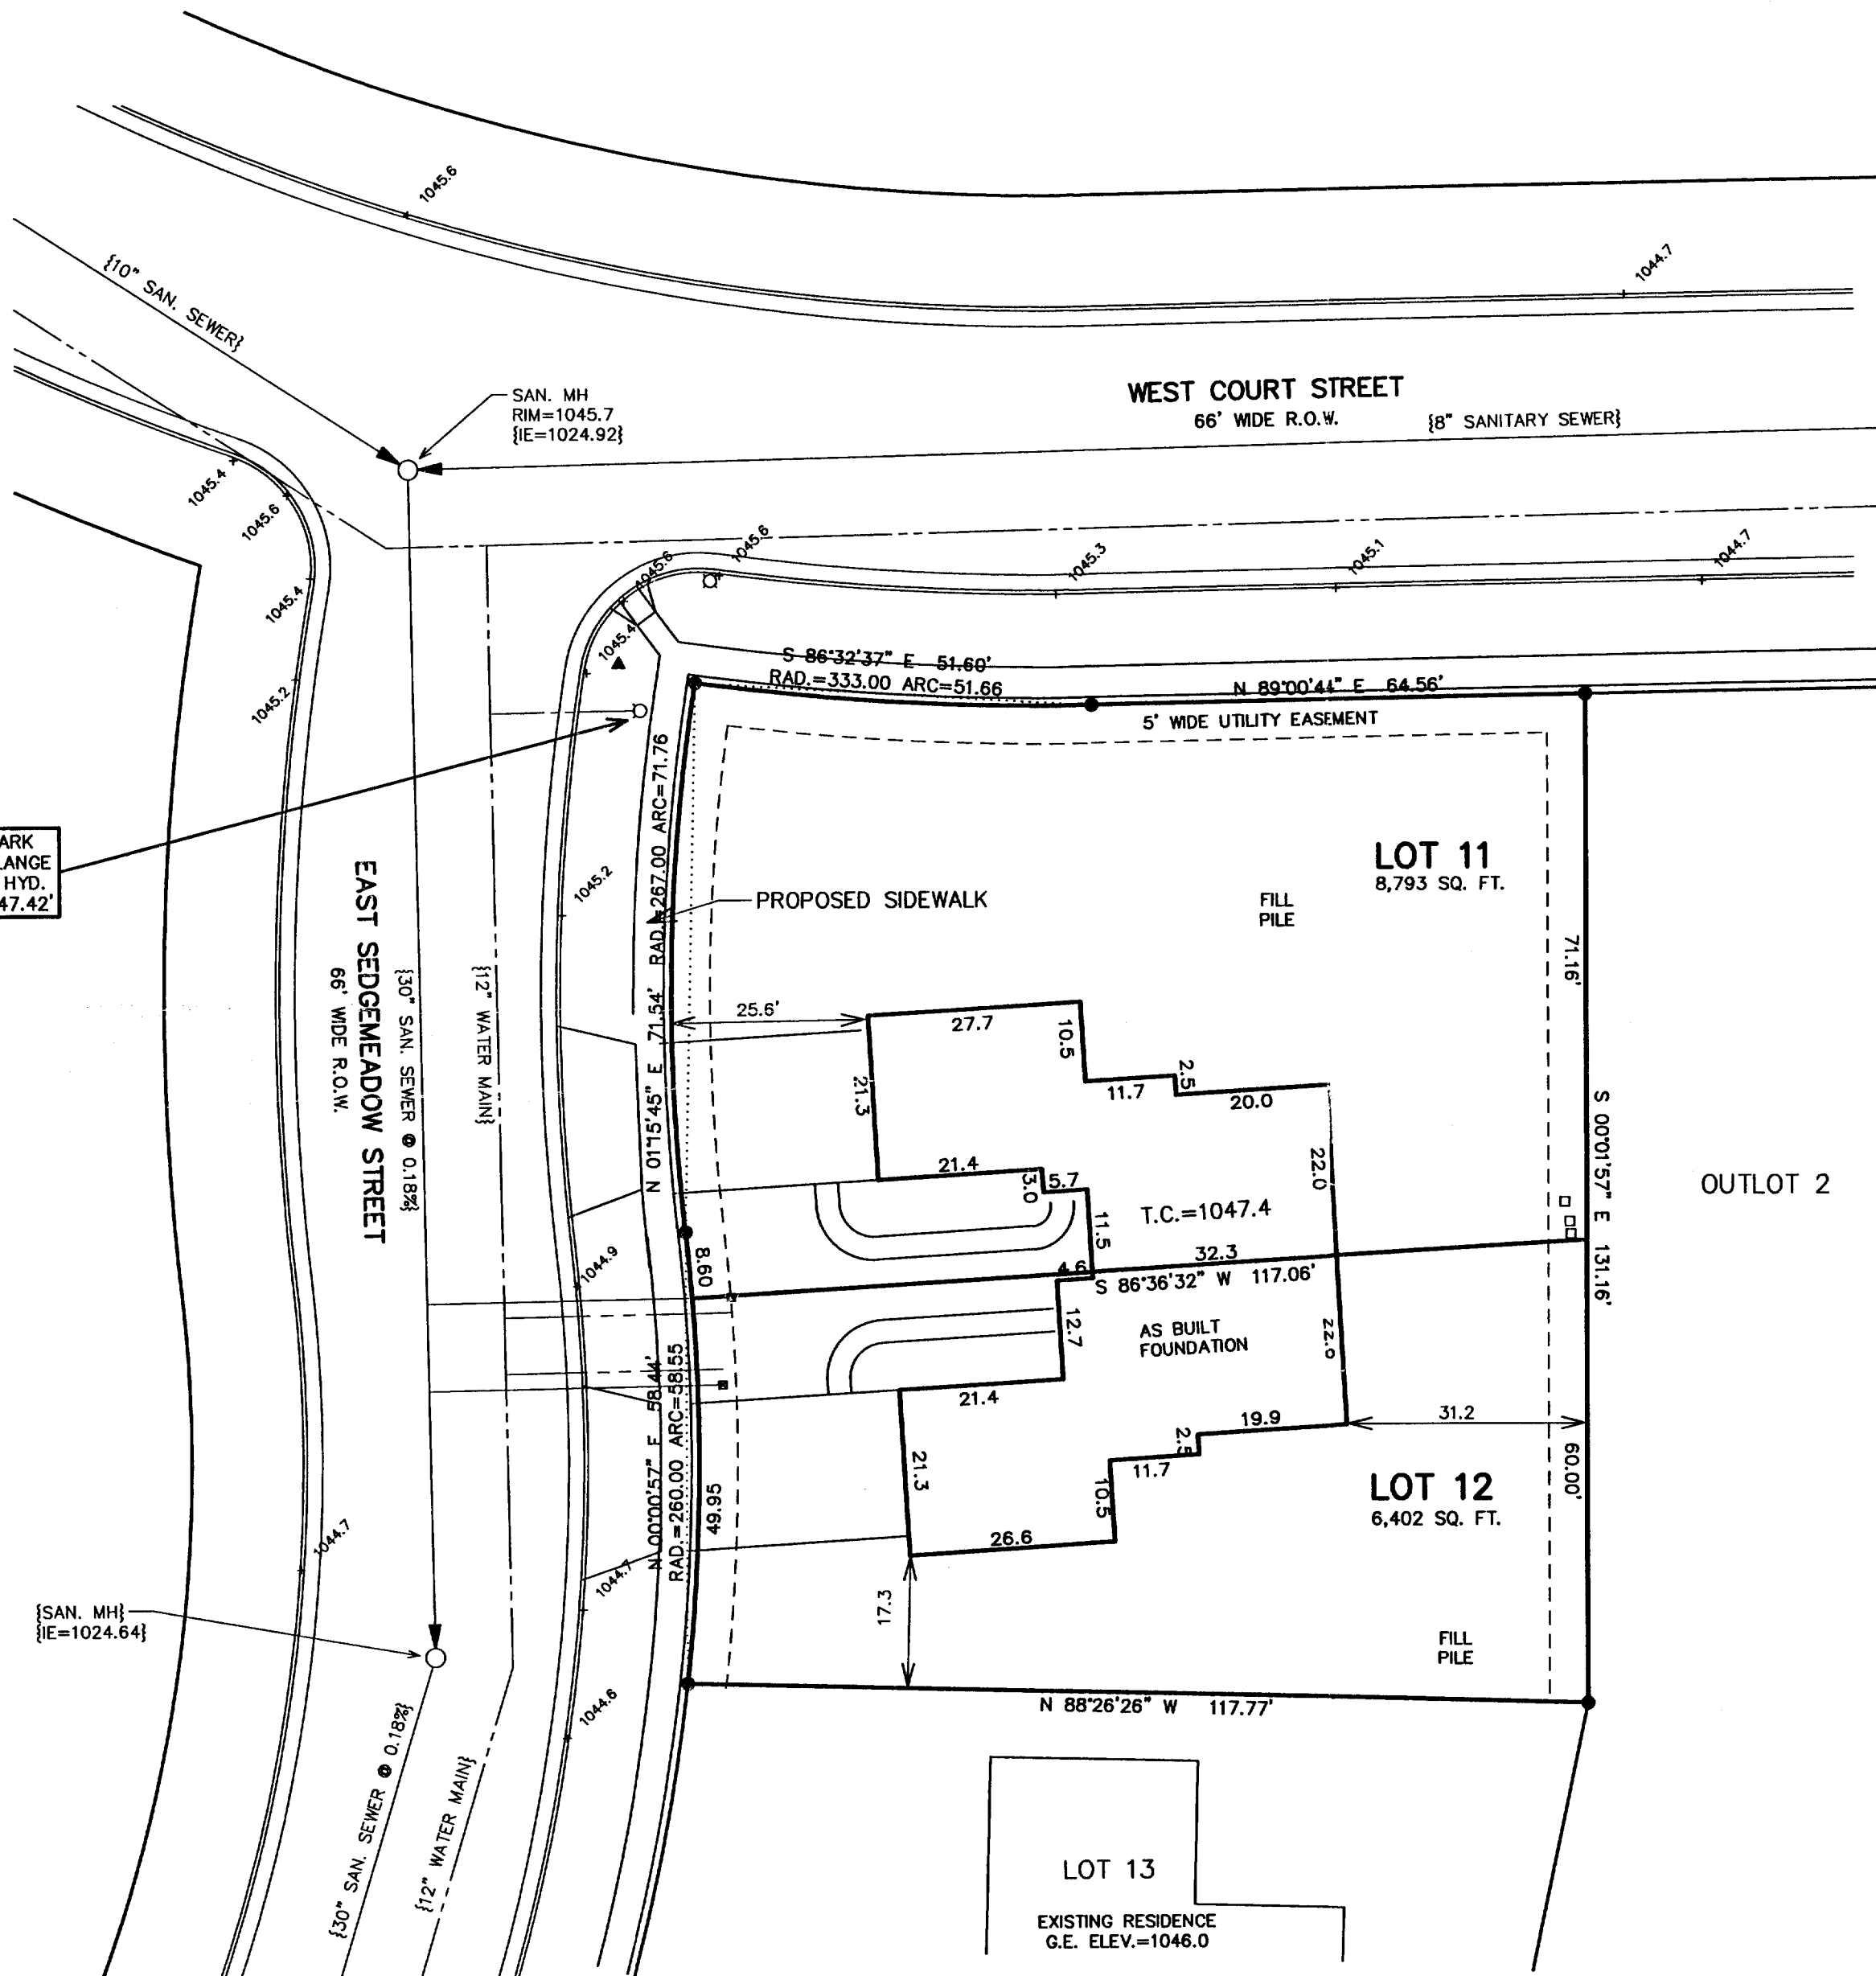 1045.6
{10" SAN. SEWER}
1044.7
SAN. MH
RIM=1045.7
{IE=1024.92}
WEST COURT STREET
66' WIDE R.O.W.
{8" SANITARY SEWER}
1045.4
1045.6
1045.4
1045.2
1045.6
1045.6
1045.4
1045.3
1045.1
1044.7
S 86°32'37" E 51.60'
RAD.=333.00 ARC=51.66
N 89°00'44" E 64.56'
5' WIDE UTILITY EASEMENT
ARK
LANGE
HYD.
47.42'
EAST SEDGEMEADOW STREET
66' WIDE R.O.W.
{30" SAN. SEWER @ 0.18%}
{12" WATER MAIN}
1045.2
N 01°15'45" E 71.54' RAD.=267.00 ARC=71.76
PROPOSED SIDEWALK
LOT 11
8,793 SQ. FT.
FILL
PILE
71.16'
25.6'
27.7
10.5
11.7
2.5
20.0
21.3
21.4
3.0
5.7
11.5
22.0
T.C.=1047.4
S 00°01'57" E 131.16'
OUTLOT 2
32.3
4.6
S 86°36'32" W 117.06'
8.60
1044.9
12.7
AS BUILT
FOUNDATION
22.0
21.4
N 00°00'57" E 58.44'
RAD.=260.00 ARC=58.55
49.95
21.3
19.9
2.5
11.7
10.5
26.6
31.2
60.00'
LOT 12
6,402 SQ. FT.
17.3
FILL
PILE
1044.7
1044.7
{SAN. MH}
{IE=1024.64}
1044.6
N 88°26'26" W 117.77'
{30" SAN. SEWER @ 0.18%}
{12" WATER MAIN}
LOT 13
EXISTING RESIDENCE
G.E. ELEV.=1046.0